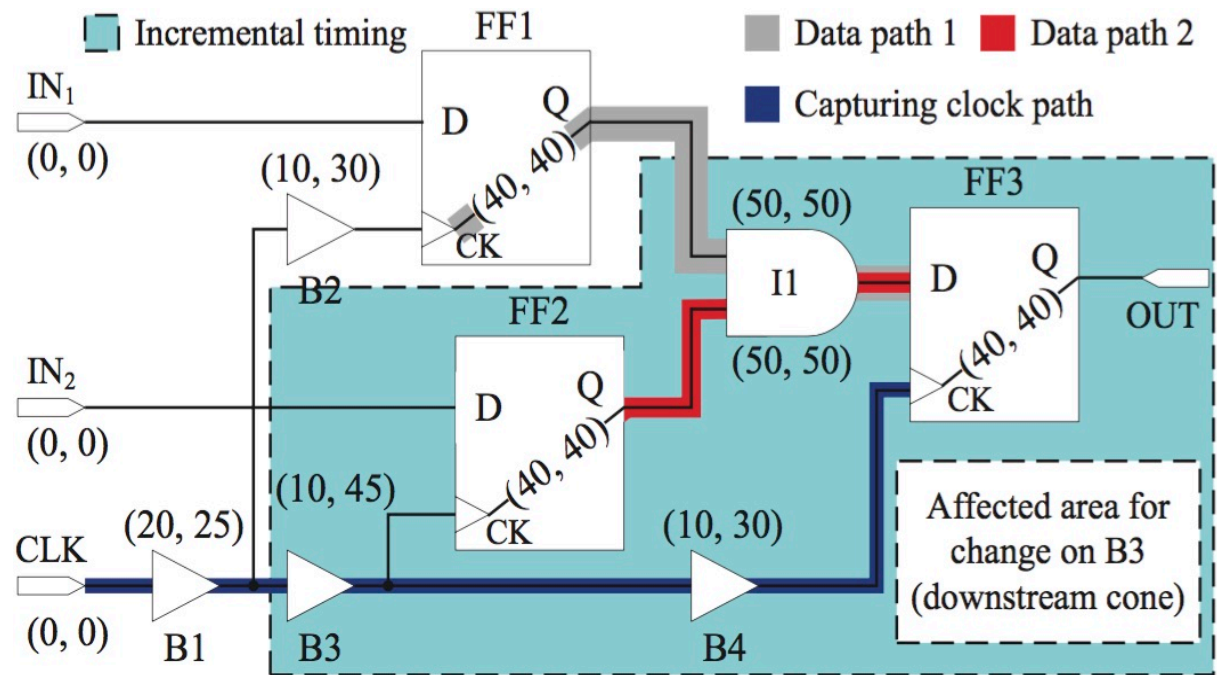 Incremental timing
FF1
Data path 1
Data path 2
Capturing clock path
IN₁
(0, 0)
D
Q
(40, 40)
CK
(10, 30)
B2
(50, 50)
I1
(50, 50)
FF3
D
Q
(40, 40)
CK
OUT
FF2
IN₂
(0, 0)
D
Q
(40, 40)
CK
(10, 45)
(20, 25)
CLK
(0, 0)
B1
B3
(10, 30)
B4
Affected area for
change on B3
(downstream cone)